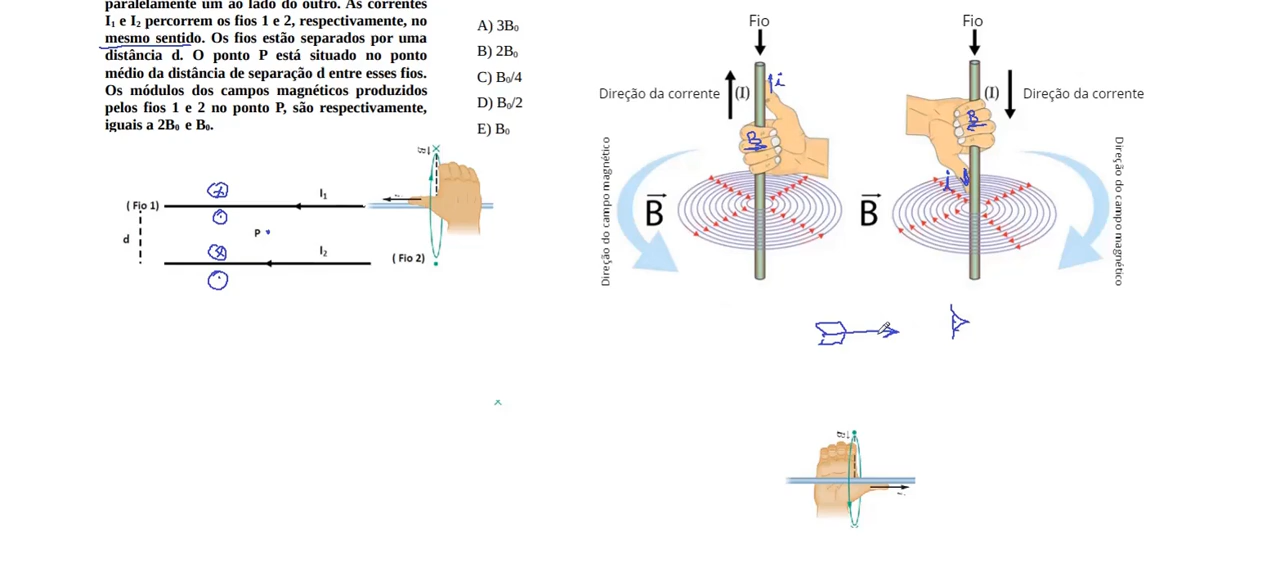 paralelamente um ao lado do outro. As correntes
I₁ e I₂ percorrem os fios 1 e 2, respectivamente, no
mesmo sentido. Os fios estão separados por uma
distância d. O ponto P está situado no ponto
médio da distância de separação d entre esses fios.
Os módulos dos campos magnéticos produzidos
pelos fios 1 e 2 no ponto P, são respectivamente,
iguais a 2B₀ e B₀.
A) 3B₀
B) 2B₀
C) B₀/4
D) B₀/2
E) B₀
( Fio 1)
I₁
d
P
I₂
( Fio 2)
B
i
Fio
(I)
i
Direção da corrente
B
Direção do campo magnético
B
Fio
(I)
Direção da corrente
B
i
B
Direção do campo magnético
B
i